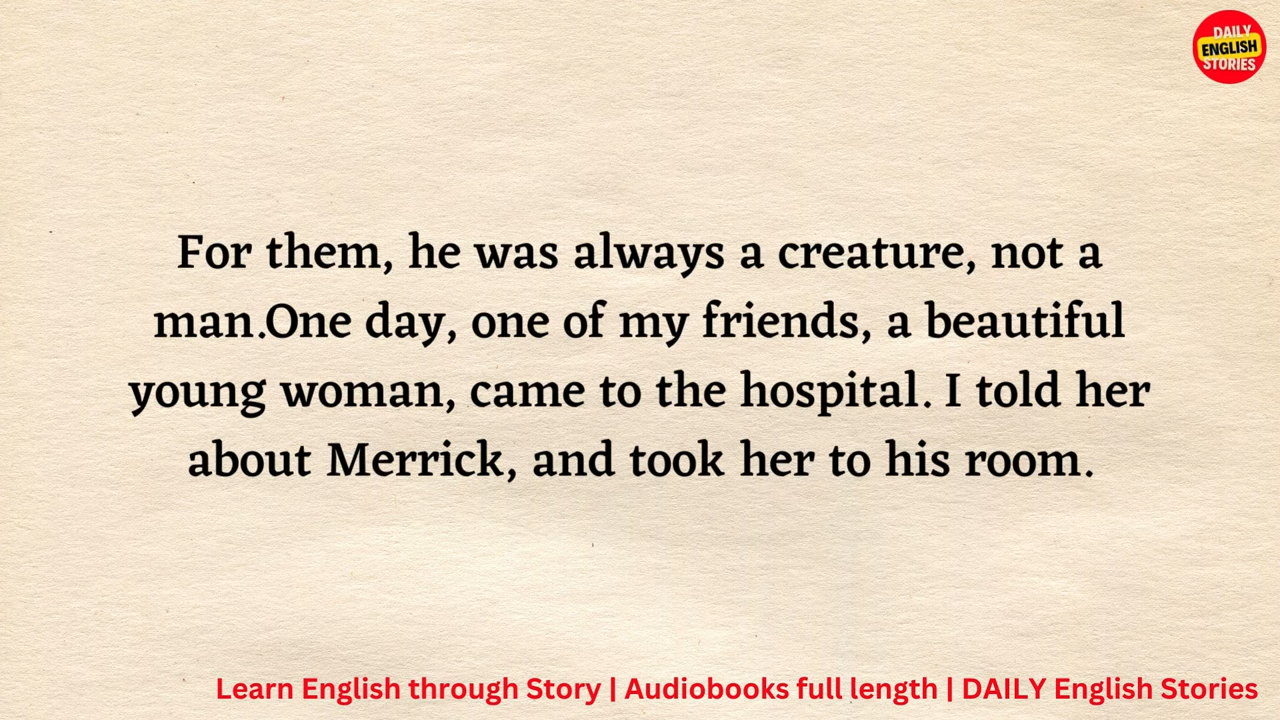 DAILY
ENGLISH
STORIES
For them, he was always a creature, not a
man.One day, one of my friends, a beautiful
young woman, came to the hospital. I told her
about Merrick, and took her to his room.
Learn English through Story | Audiobooks full length | DAILY English Stories